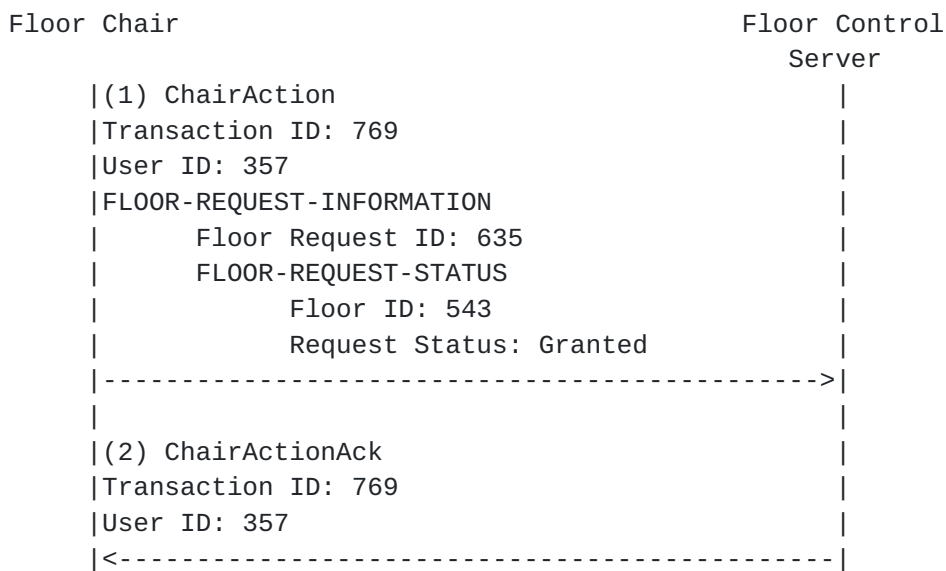 Floor Chair                                    Floor Control
                                                  Server
     |(1) ChairAction                                |
     |Transaction ID: 769                            |
     |User ID: 357                                   |
     |FLOOR-REQUEST-INFORMATION                      |
     |      Floor Request ID: 635                    |
     |      FLOOR-REQUEST-STATUS                     |
     |            Floor ID: 543                      |
     |            Request Status: Granted            |
     |---------------------------------------------->|
     |                                               |
     |(2) ChairActionAck                             |
     |Transaction ID: 769                            |
     |User ID: 357                                   |
     |<----------------------------------------------|